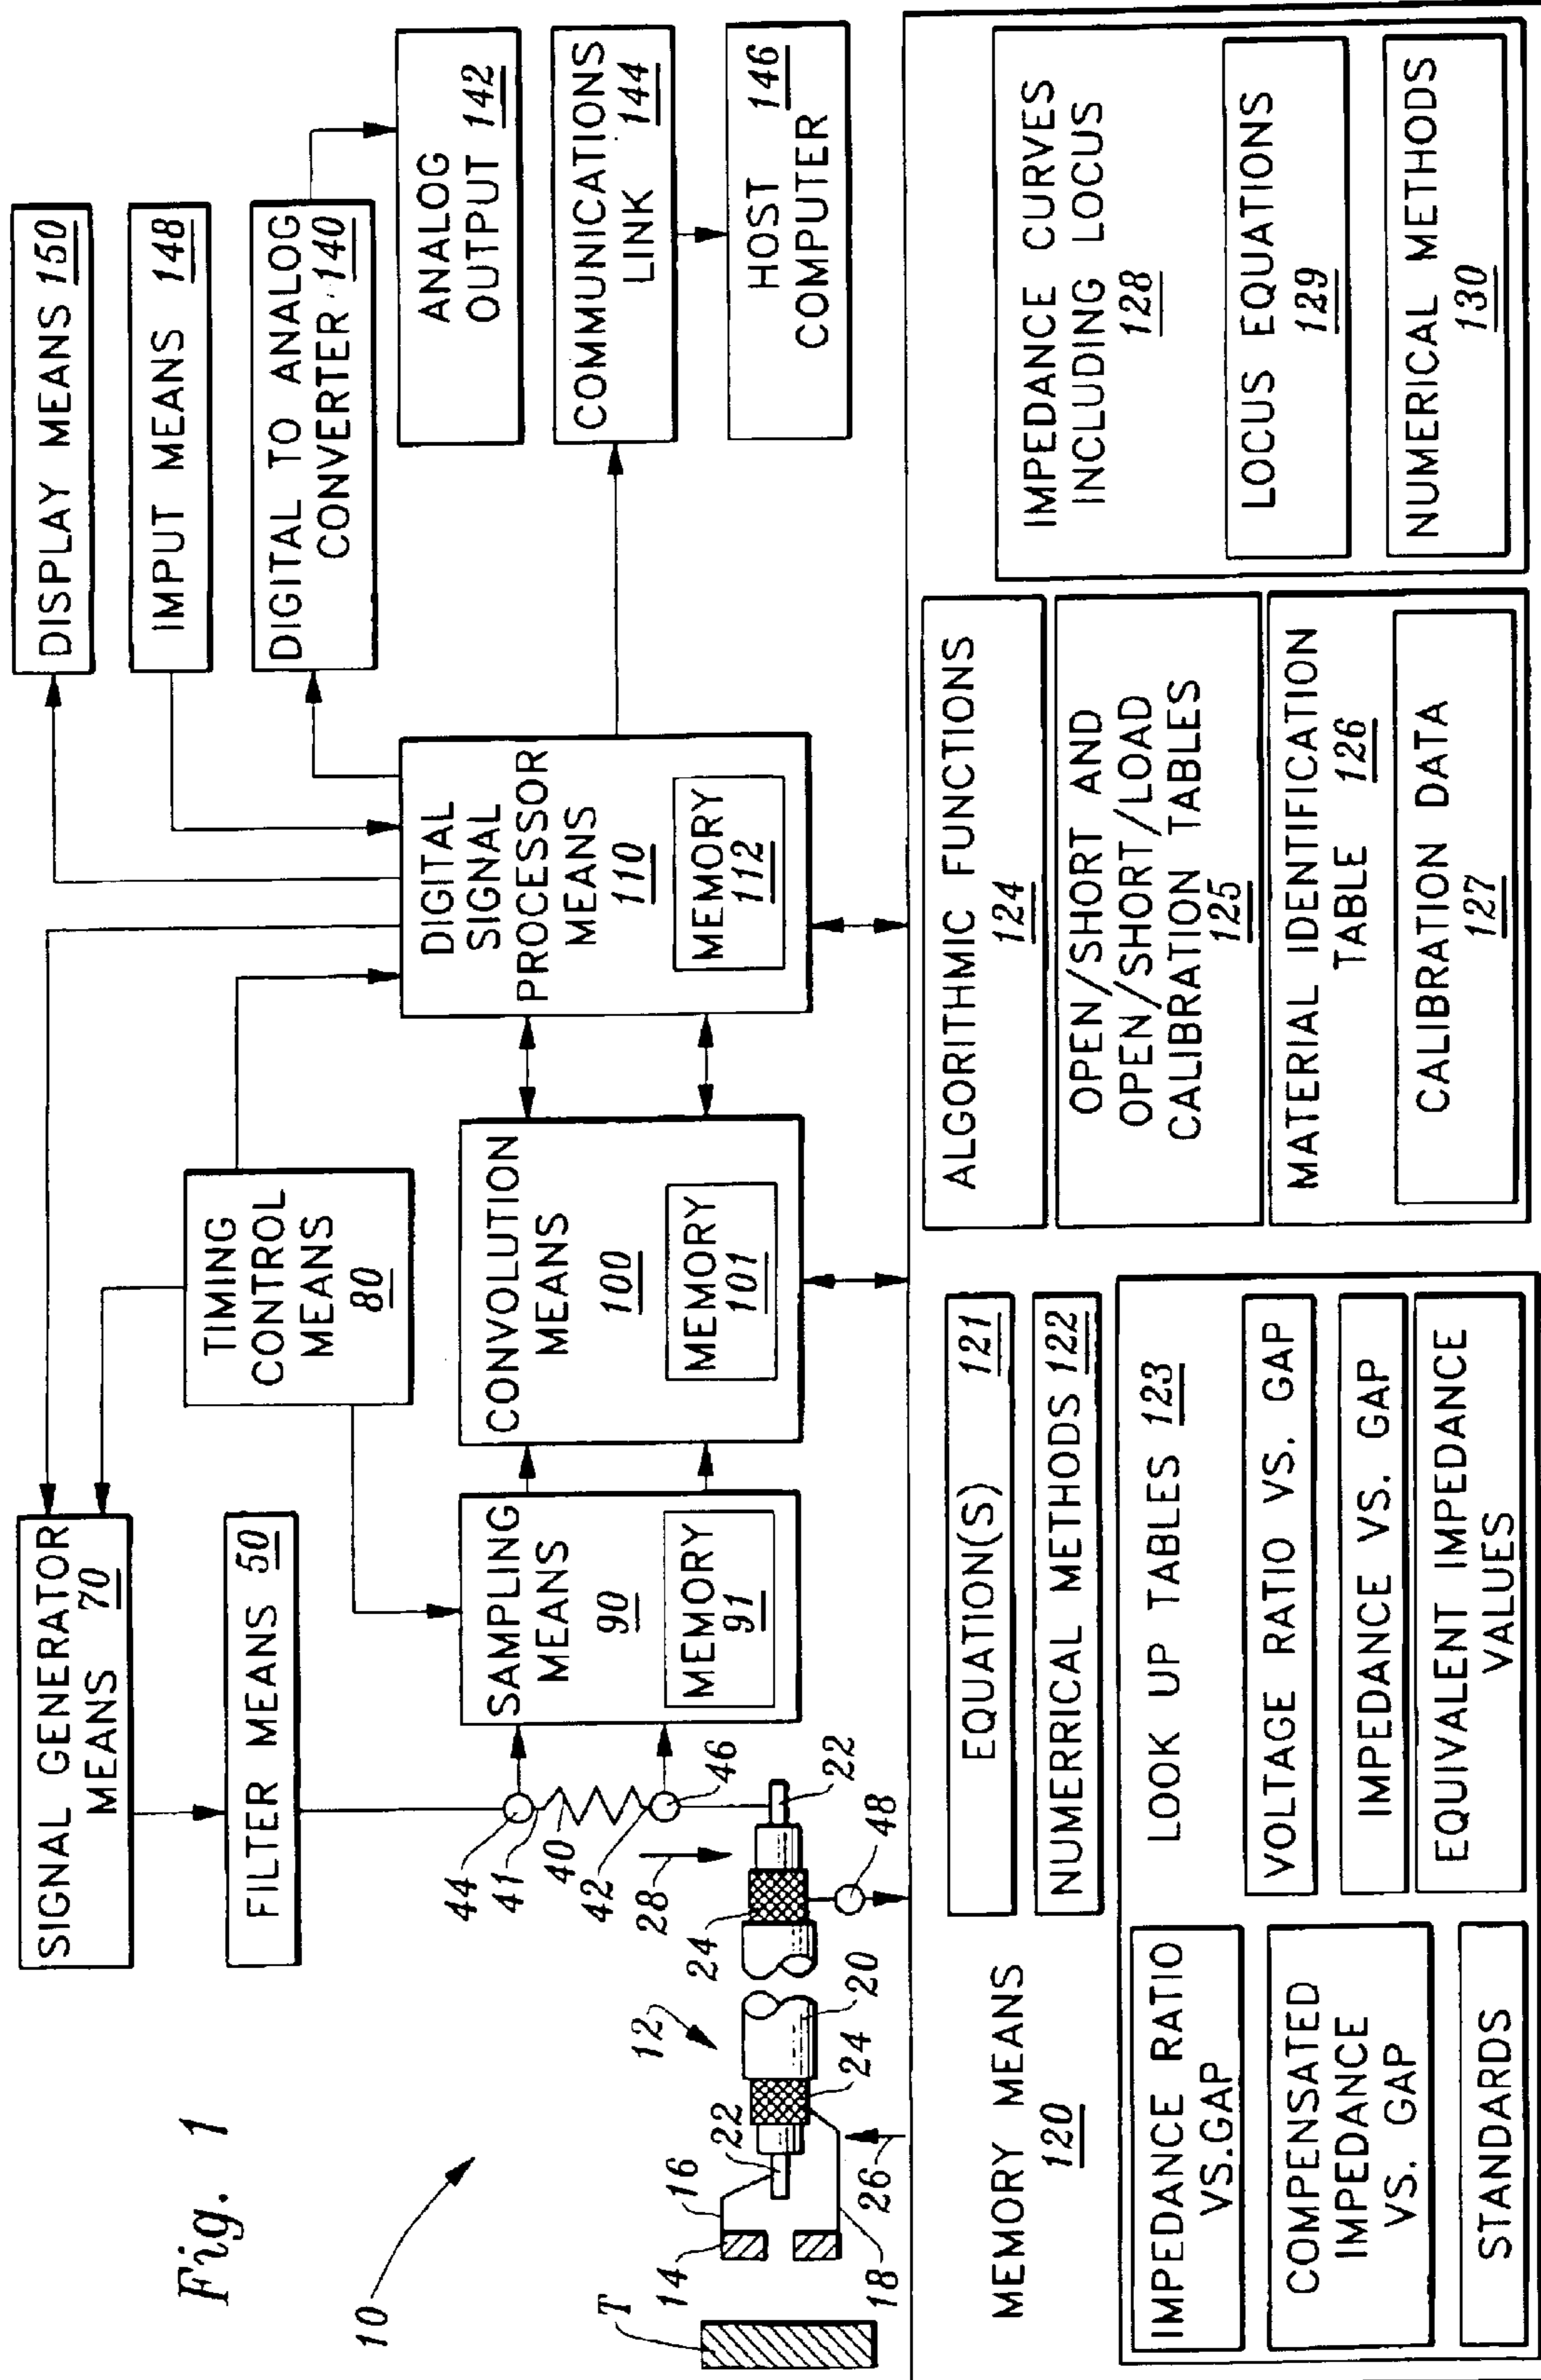 Fig. 1
10
SIGNAL GENERATOR
MEANS 70
FILTER MEANS 50
TIMING
CONTROL
MEANS
80
DISPLAY MEANS 150
IMPUT MEANS 148
DIGITAL TO ANALOG
CONVERTER 140
ANALOG
OUTPUT 142
COMMUNICATIONS
LINK 144
HOST 146
COMPUTER
SAMPLING
MEANS
90
MEMORY
91
CONVOLUTION
MEANS
100
MEMORY
101
DIGITAL
SIGNAL
PROCESSOR
MEANS
110
MEMORY
112
44
41
40
42
46
28
22
24
48
12
20
24
22
16
14
18
26
T
MEMORY MEANS
120
EQUATION(S) 121
NUMERRICAL METHODS 122
LOOK UP TABLES 123
IMPEDANCE RATIO
VS.GAP
VOLTAGE RATIO VS. GAP
COMPENSATED
IMPEDANCE
VS. GAP
IMPEDANCE VS. GAP
STANDARDS
EQUIVALENT IMPEDANCE
VALUES
ALGORITHMIC FUNCTIONS
124
OPEN/SHORT AND
OPEN/SHORT/LOAD
CALIBRATION TABLES
125
MATERIAL IDENTIFICATION
TABLE 126
CALIBRATION DATA
127
IMPEDANCE CURVES
INCLUDING LOCUS
128
LOCUS EQUATIONS
129
NUMERICAL METHODS
130